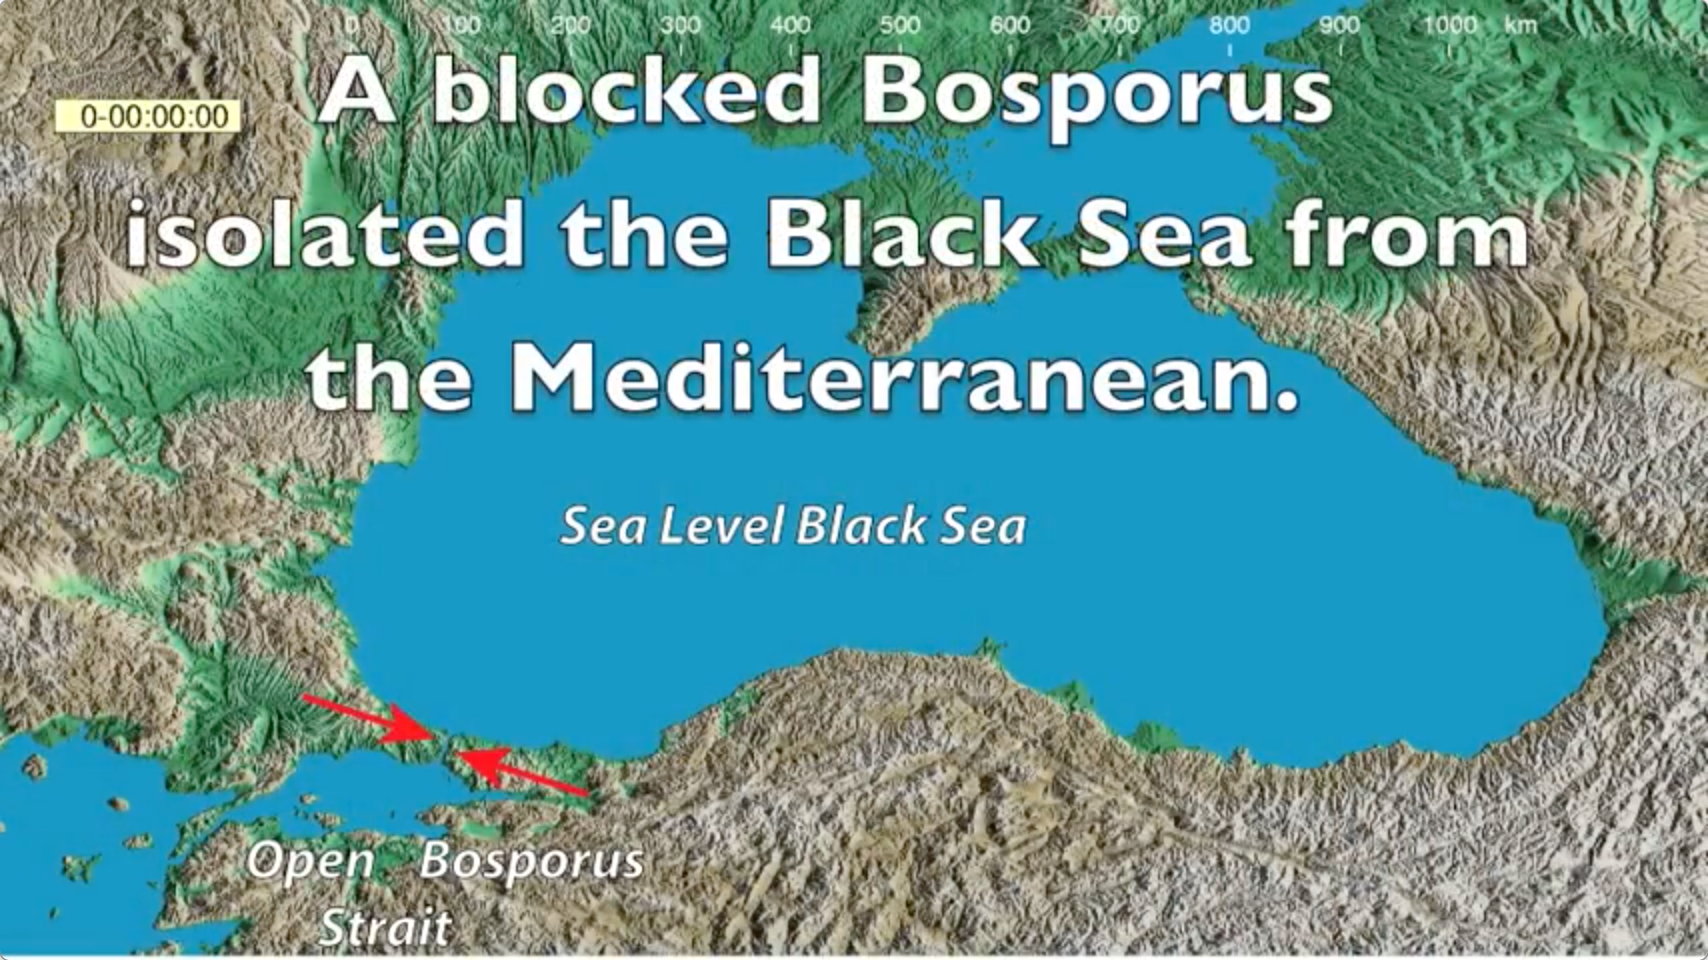 0 100 200 300 400 500 600 700 800 900 1000 km
A blocked Bosporus
0-00:00:00
isolated the Black Sea from
the Mediterranean.
Sea Level Black Sea
Open Bosporus
Strait